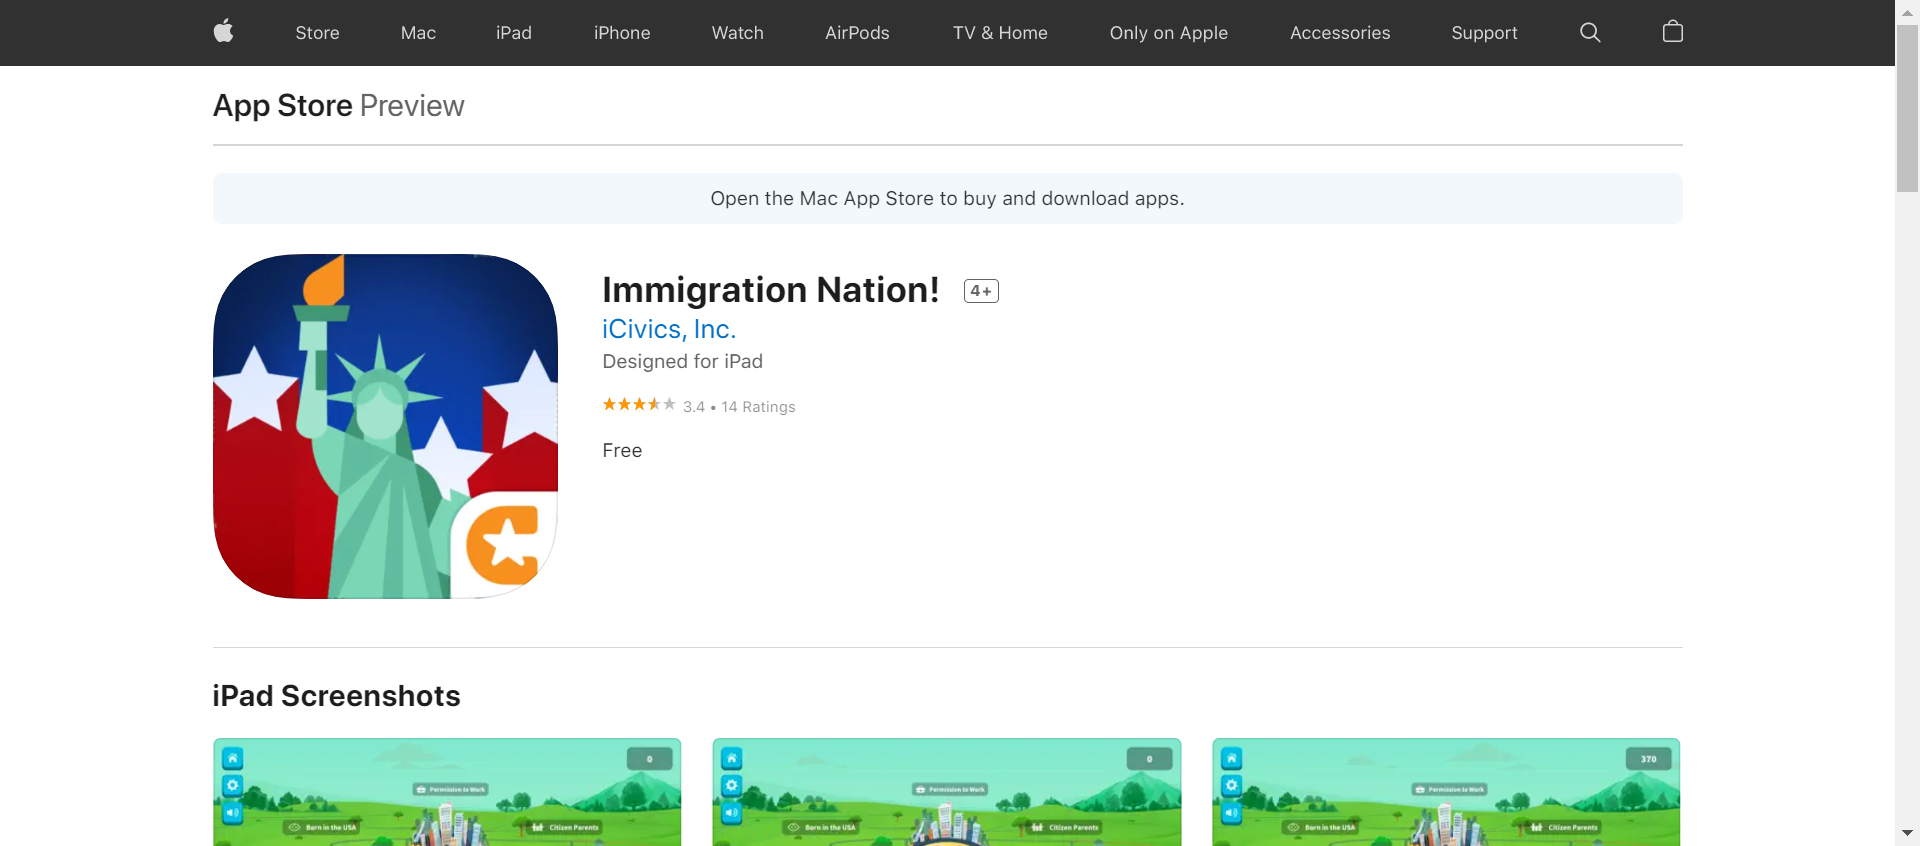 Store Mac iPad iPhone Watch AirPods TV & Home Only on Apple Accessories Support
App Store Preview
Open the Mac App Store to buy and download apps.
Immigration Nation! 4+
iCivics, Inc.
Designed for iPad
3.4 • 14 Ratings
Free
iPad Screenshots
0 0 370
Permission to Work Permission to Work Permission to Work
Born in the USA Citizen Parents Born in the USA Citizen Parents Born in the USA Citizen Parents